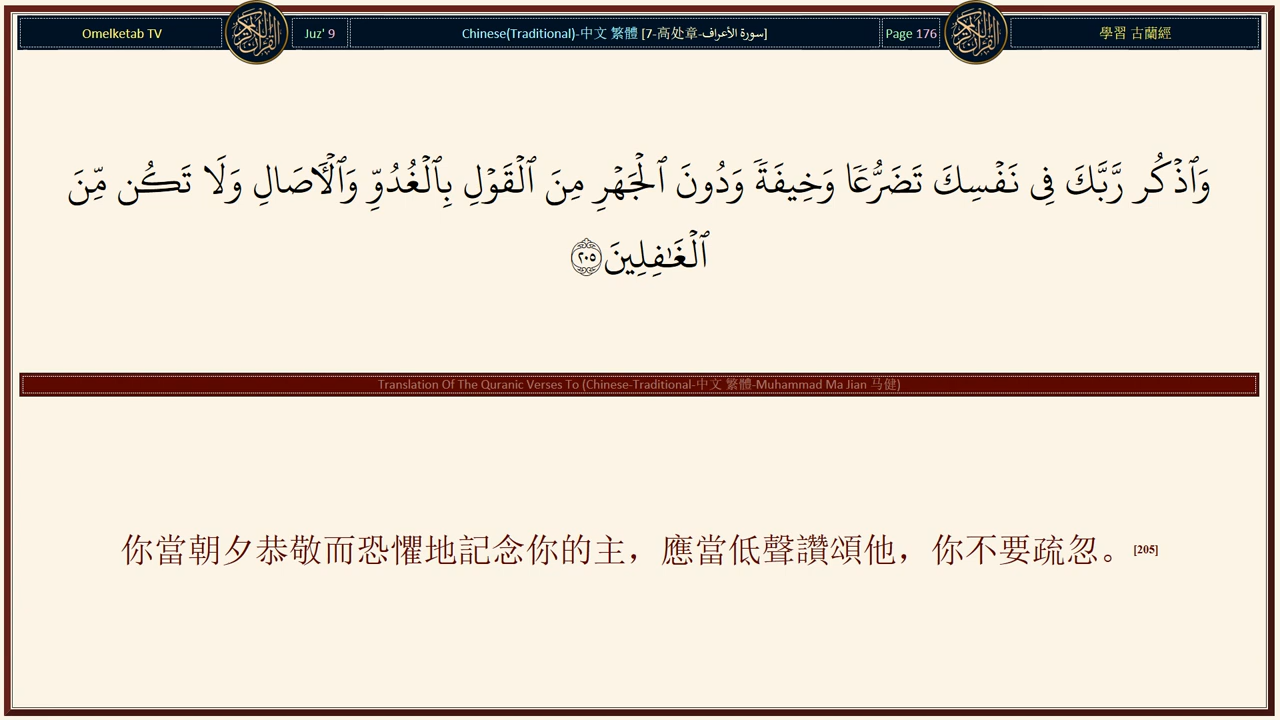 Omelketab TV
Juz' 9
Chinese(Traditional)-中文 繁體 [7-高处章-سورة الأعراف]
Page 176
學習 古蘭經
وَٱذۡكُر رَّبَّكَ فِي نَفۡسِكَ تَضَرُّعٗا وَخِيفَةٗ وَدُونَ ٱلۡجَهۡرِ مِنَ ٱلۡقَوۡلِ بِٱلۡغُدُوِّ وَٱلۡأٓصَالِ وَلَا تَكُن مِّنَ
ٱلۡغَٰفِلِينَ ٢٠٥
Translation Of The Quranic Verses To (Chinese-Traditional-中文 繁體-Muhammad Ma Jian 马健)
你當朝夕恭敬而恐懼地記念你的主，應當低聲讚頌他，你不要疏忽。[205]